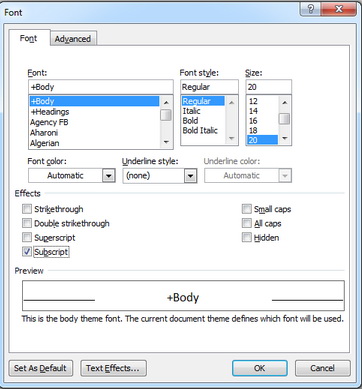 Font
Font Advanced
Font: Font style: Size:
+Body Regular 20
+Body Regular 12
+Headings Italic 14
Agency FB Bold 16
Aharoni Bold Italic 18
Algerian 20
Font color: Underline style: Underline color:
Automatic (none) Automatic
Effects
Strikethrough Small caps
Double strikethrough All caps
Superscript Hidden
Subscript
Preview
+Body
This is the body theme font. The current document theme defines which font will be used.
Set As Default Text Effects... OK Cancel